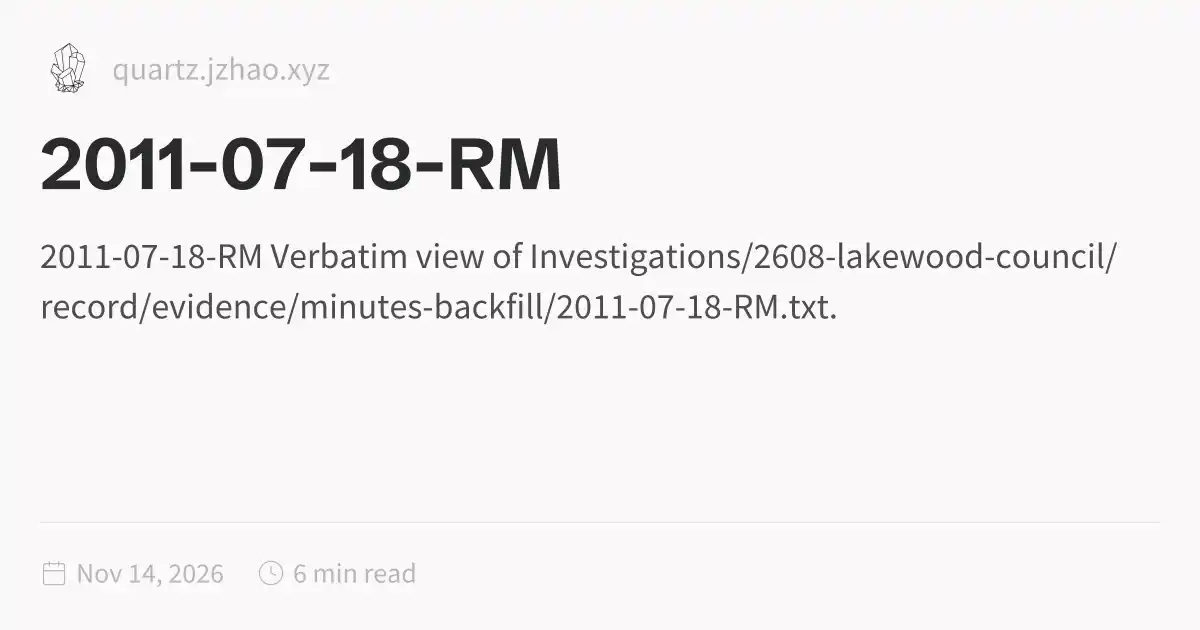 quartz.jzhao.xyz
2011-07-18-RM
2011-07-18-RM Verbatim view of Investigations/2608-lakewood-council/
record/evidence/minutes-backfill/2011-07-18-RM.txt.
Nov 14, 2026 6 min read